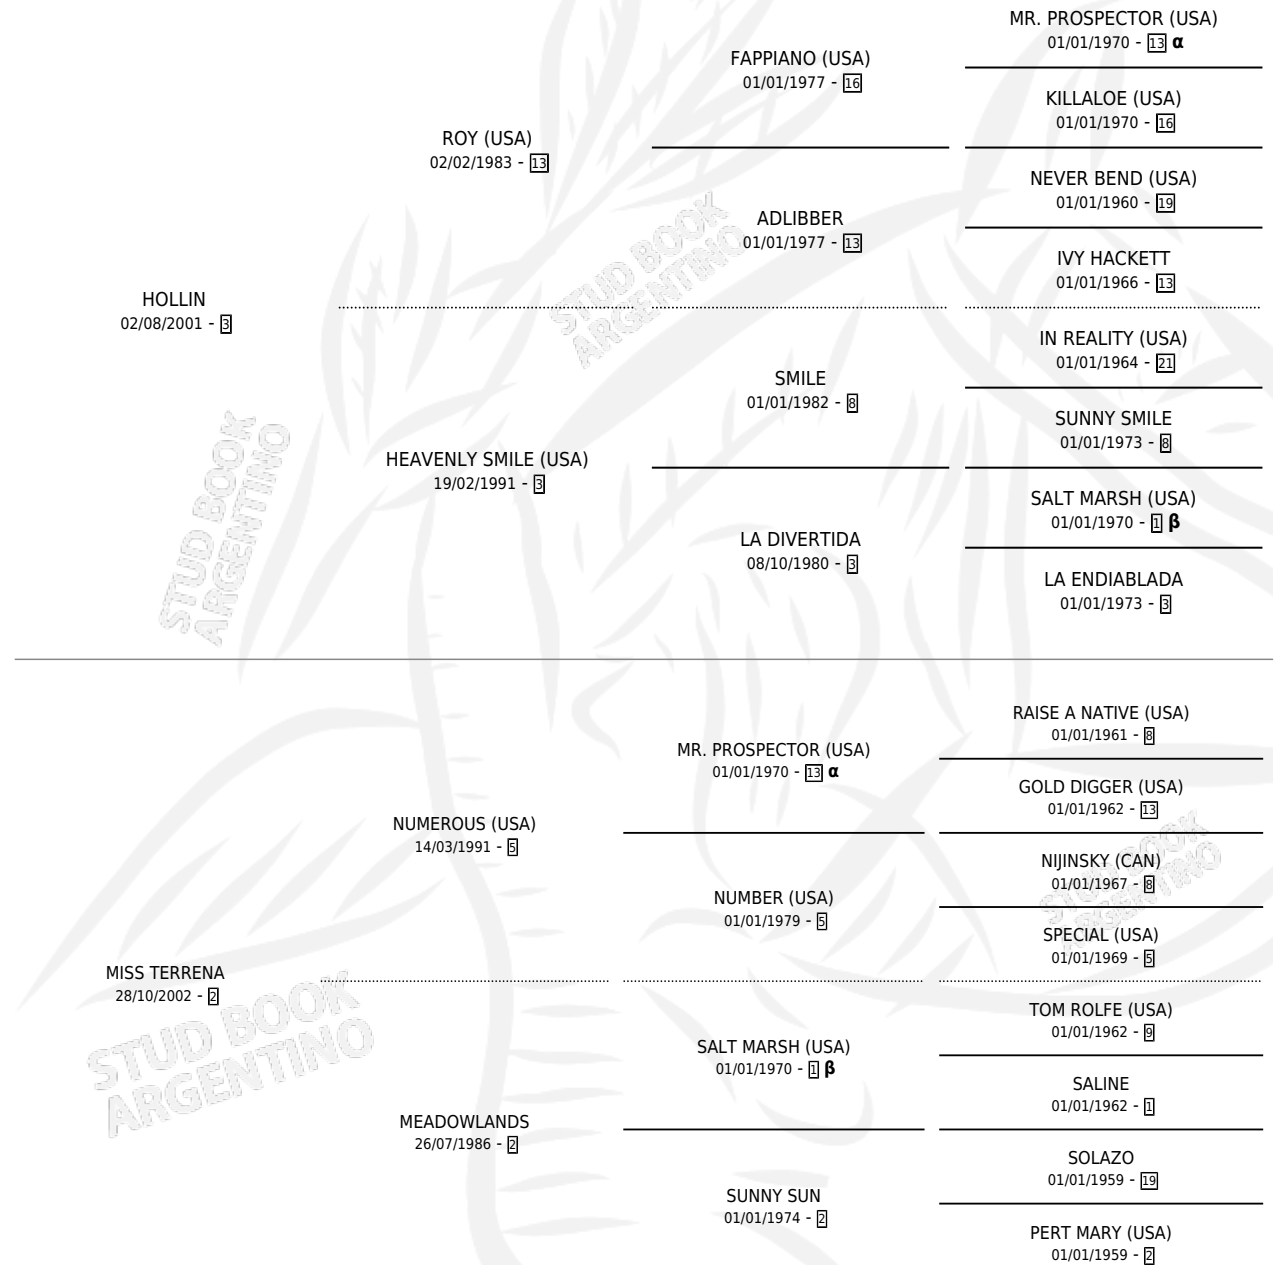 MR. PROSPECTOR (USA)
01/01/1970 - 13 α
FAPPIANO (USA)
01/01/1977 - 16
KILLALOE (USA)
01/01/1970 - 16
ROY (USA)
02/02/1983 - 13
NEVER BEND (USA)
01/01/1960 - 19
ADLIBBER
01/01/1977 - 13
IVY HACKETT
01/01/1966 - 13
HOLLIN
02/08/2001 - 3
IN REALITY (USA)
01/01/1964 - 21
SMILE
01/01/1982 - 8
SUNNY SMILE
01/01/1973 - 8
HEAVENLY SMILE (USA)
19/02/1991 - 3
SALT MARSH (USA)
01/01/1970 - 1 β
LA DIVERTIDA
08/10/1980 - 3
LA ENDIABLADA
01/01/1973 - 3
STUD BOOK
ARGENTINO
STUD BOOK
ARGENTINO
RAISE A NATIVE (USA)
01/01/1961 - 8
MR. PROSPECTOR (USA)
01/01/1970 - 13 α
GOLD DIGGER (USA)
01/01/1962 - 13
NUMEROUS (USA)
14/03/1991 - 5
NIJINSKY (CAN)
01/01/1967 - 8
NUMBER (USA)
01/01/1979 - 5
SPECIAL (USA)
01/01/1969 - 5
MISS TERRENA
28/10/2002 - 2
TOM ROLFE (USA)
01/01/1962 - 9
SALT MARSH (USA)
01/01/1970 - 1 β
SALINE
01/01/1962 - 1
MEADOWLANDS
26/07/1986 - 2
SOLAZO
01/01/1959 - 19
SUNNY SUN
01/01/1974 - 2
PERT MARY (USA)
01/01/1959 - 2
STUD BOOK
ARGENTINO
STUD BOOK
ARGENTINO